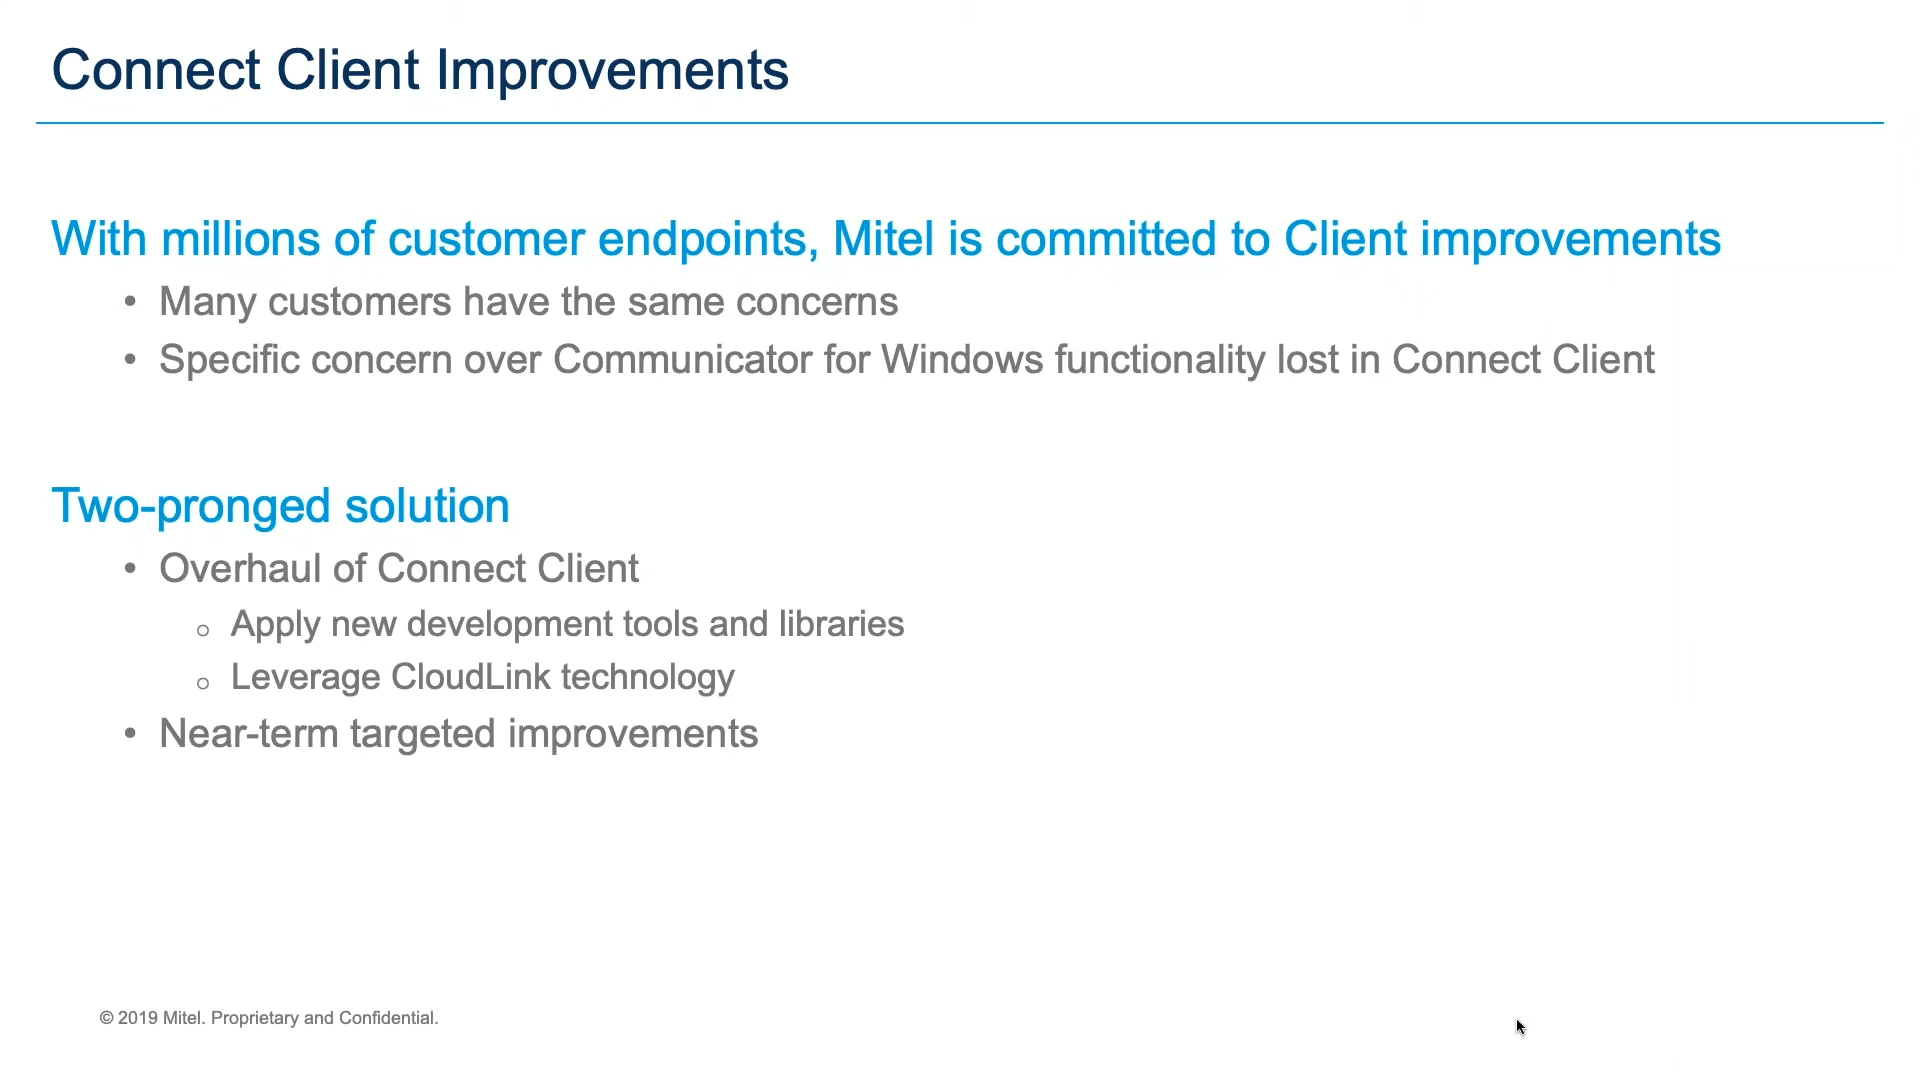 Connect Client Improvements
With millions of customer endpoints, Mitel is committed to Client improvements
• Many customers have the same concerns
• Specific concern over Communicator for Windows functionality lost in Connect Client
Two-pronged solution
• Overhaul of Connect Client
o Apply new development tools and libraries
o Leverage CloudLink technology
• Near-term targeted improvements
© 2019 Mitel. Proprietary and Confidential.